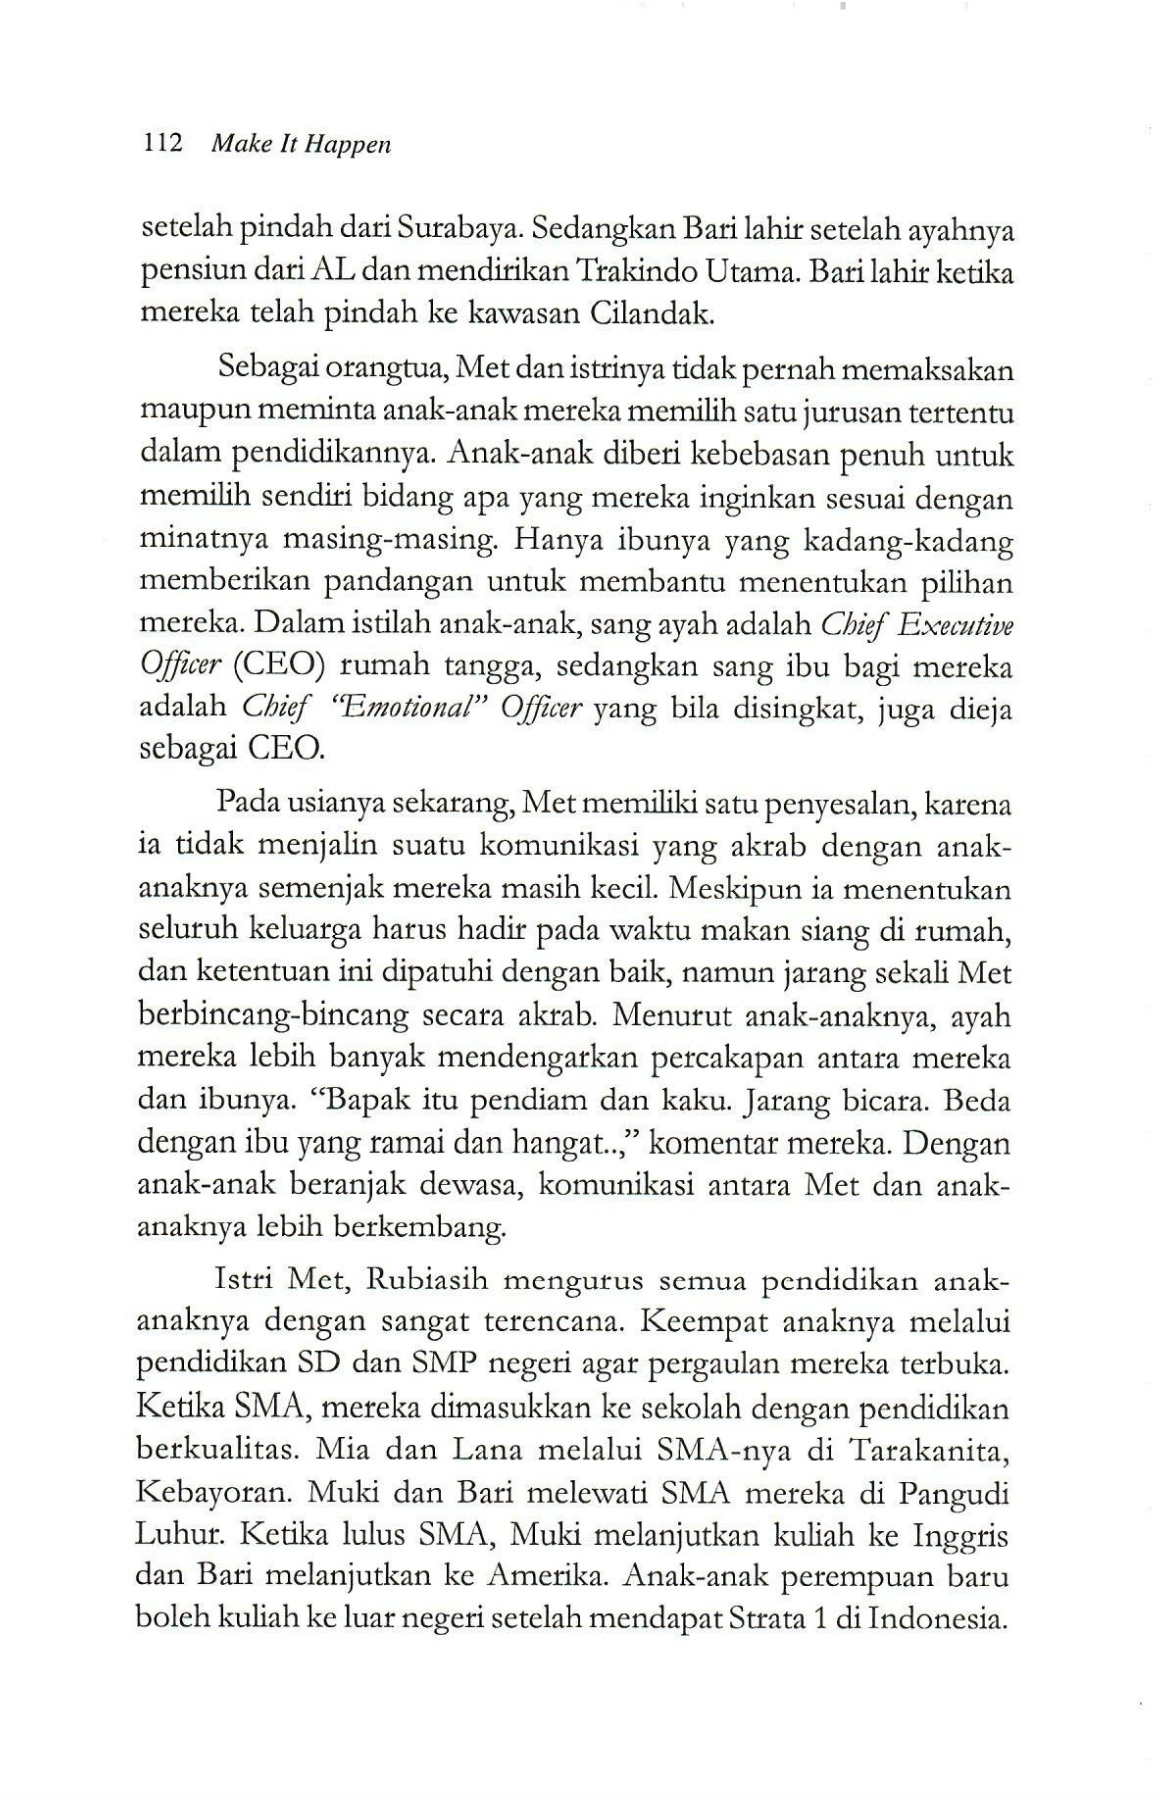 112 Make It Happen
setelah pindah dari Surabaya. Sedangkan Bari lahir setelah ayahnya
pensiun dari AL dan mendirikan Trakindo Utama. Bari lahir ketika
mereka telah pindah ke kawasan Cilandak.
Sebagai orangtua, Met dan istrinya tidak pernah memaksakan
maupun meminta anak-anak mereka memilih satu jurusan tertentu
dalam pendidikannya. Anak-anak diberi kebebasan penuh untuk
memilih sendiri bidang apa yang mereka inginkan sesuai dengan
minatnya masing-masing. Hanya ibunya yang kadang-kadang
memberikan pandangan untuk membantu menentukan pilihan
mereka. Dalam istilah anak-anak, sang ayah adalah Chief Executive
Officer (CEO) rumah tangga, sedangkan sang ibu bagi mereka
adalah Chief “Emotional” Officer yang bila disingkat, juga dieja
sebagai CEO.
Pada usianya sekarang, Met memiliki satu penyesalan, karena
ia tidak menjalin suatu komunikasi yang akrab dengan anak-
anaknya semenjak mereka masih kecil. Meskipun ia menentukan
seluruh keluarga harus hadir pada waktu makan siang di rumah,
dan ketentuan ini dipatuhi dengan baik, namun jarang sekali Met
berbincang-bincang secara akrab. Menurut anak-anaknya, ayah
mereka lebih banyak mendengarkan percakapan antara mereka
dan ibunya. “Bapak itu pendiam dan kaku. Jarang bicara. Beda
dengan ibu yang ramai dan hangat..,” komentar mereka. Dengan
anak-anak beranjak dewasa, komunikasi antara Met dan anak-
anaknya lebih berkembang.
Istri Met, Rubiasih mengurus semua pendidikan anak-
anaknya dengan sangat terencana. Keempat anaknya melalui
pendidikan SD dan SMP negeri agar pergaulan mereka terbuka.
Ketika SMA, mereka dimasukkan ke sekolah dengan pendidikan
berkualitas. Mia dan Lana melalui SMA-nya di Tarakanita,
Kebayoran. Muki dan Bari melewati SMA mereka di Pangudi
Luhur. Ketika lulus SMA, Muki melanjutkan kuliah ke Inggris
dan Bari melanjutkan ke Amerika. Anak-anak perempuan baru
boleh kuliah ke luar negeri setelah mendapat Strata 1 di Indonesia.